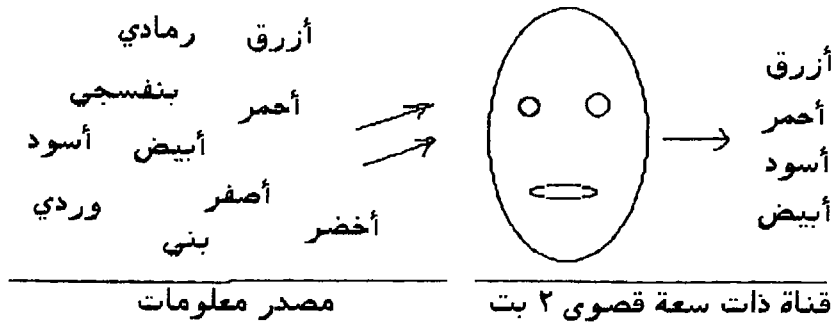 أزرق رمادي
بنفسجي
أحمر
أسود أبيض
أصفر
وردي
أخضر
بني
أزرق
أحمر
أسود
أبيض
مصدر معلومات
قناة ذات سعة قصوى ٢ بت